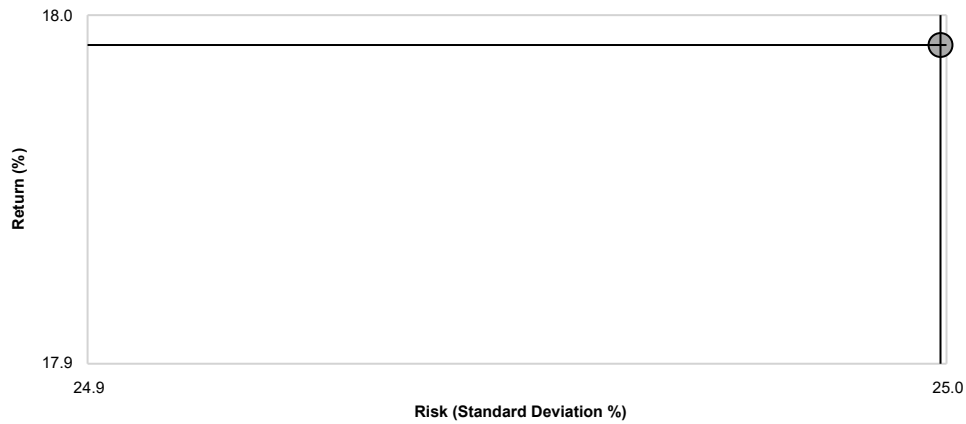 18.0
Return (%)
17.9
24.9
25.0
Risk (Standard Deviation %)